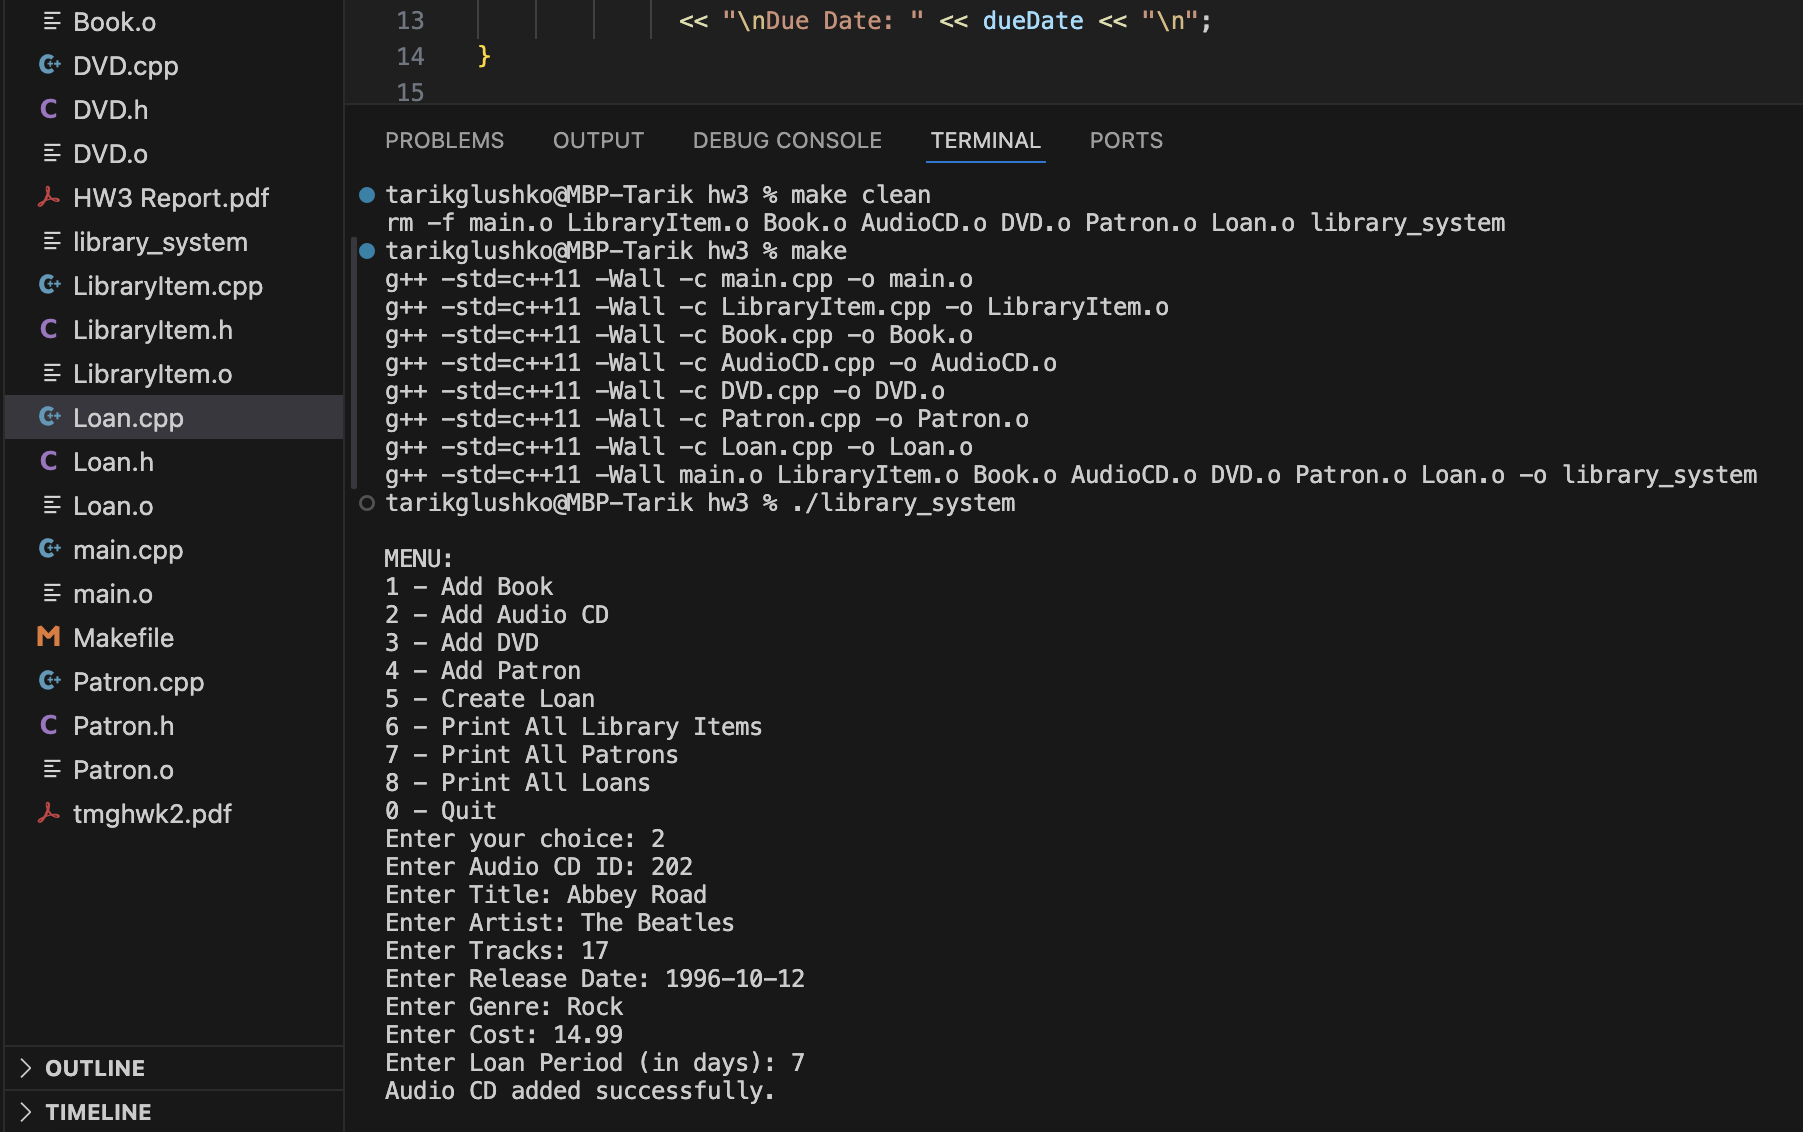 Book.o
DVD.cpp
DVD.h
DVD.o
HW3 Report.pdf
library_system
LibraryItem.cpp
LibraryItem.h
LibraryItem.o
Loan.cpp
Loan.h
Loan.o
main.cpp
main.o
Makefile
Patron.cpp
Patron.h
Patron.o
tmghwk2.pdf
OUTLINE
TIMELINE
13 << "\nDue Date: " << dueDate << "\n";
14 }
15
PROBLEMS OUTPUT DEBUG CONSOLE TERMINAL PORTS
tarikglushko@MBP-Tarik hw3 % make clean
rm -f main.o LibraryItem.o Book.o AudioCD.o DVD.o Patron.o Loan.o library_system
tarikglushko@MBP-Tarik hw3 % make
g++ -std=c++11 -Wall -c main.cpp -o main.o
g++ -std=c++11 -Wall -c LibraryItem.cpp -o LibraryItem.o
g++ -std=c++11 -Wall -c Book.cpp -o Book.o
g++ -std=c++11 -Wall -c AudioCD.cpp -o AudioCD.o
g++ -std=c++11 -Wall -c DVD.cpp -o DVD.o
g++ -std=c++11 -Wall -c Patron.cpp -o Patron.o
g++ -std=c++11 -Wall -c Loan.cpp -o Loan.o
g++ -std=c++11 -Wall main.o LibraryItem.o Book.o AudioCD.o DVD.o Patron.o Loan.o -o library_system
tarikglushko@MBP-Tarik hw3 % ./library_system
MENU:
1 - Add Book
2 - Add Audio CD
3 - Add DVD
4 - Add Patron
5 - Create Loan
6 - Print All Library Items
7 - Print All Patrons
8 - Print All Loans
0 - Quit
Enter your choice: 2
Enter Audio CD ID: 202
Enter Title: Abbey Road
Enter Artist: The Beatles
Enter Tracks: 17
Enter Release Date: 1996-10-12
Enter Genre: Rock
Enter Cost: 14.99
Enter Loan Period (in days): 7
Audio CD added successfully.